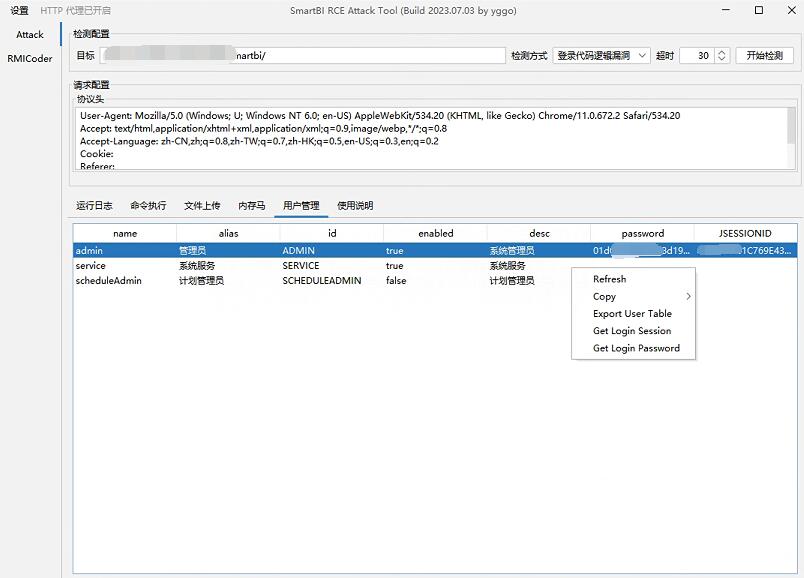 设置 HTTP 代理已开启 SmartBI RCE Attack Tool (Build 2023.07.03 by yggo)
Attack
RMICoder
检测配置
目标 martbi/ 检测方式 登录代码逻辑漏洞 超时 30 开始检测
请求配置
协议头
User-Agent: Mozilla/5.0 (Windows; U; Windows NT 6.0; en-US) AppleWebKit/534.20 (KHTML, like Gecko) Chrome/11.0.672.2 Safari/534.20
Accept: text/html,application/xhtml+xml,application/xml;q=0.9,image/webp,*/*;q=0.8
Accept-Language: zh-CN,zh;q=0.8,zh-TW;q=0.7,zh-HK;q=0.5,en-US;q=0.3,en;q=0.2
Cookie:
Referer:
运行日志 命令执行 文件上传 内存马 用户管理 使用说明
name alias id enabled desc password JSESSIONID
admin 管理员 ADMIN true 系统管理员 01d 3d19... 1C769E43...
service 系统服务 SERVICE true 系统服务
scheduleAdmin 计划管理员 SCHEDULEADMIN false 计划管理员
Refresh
Copy
Export User Table
Get Login Session
Get Login Password